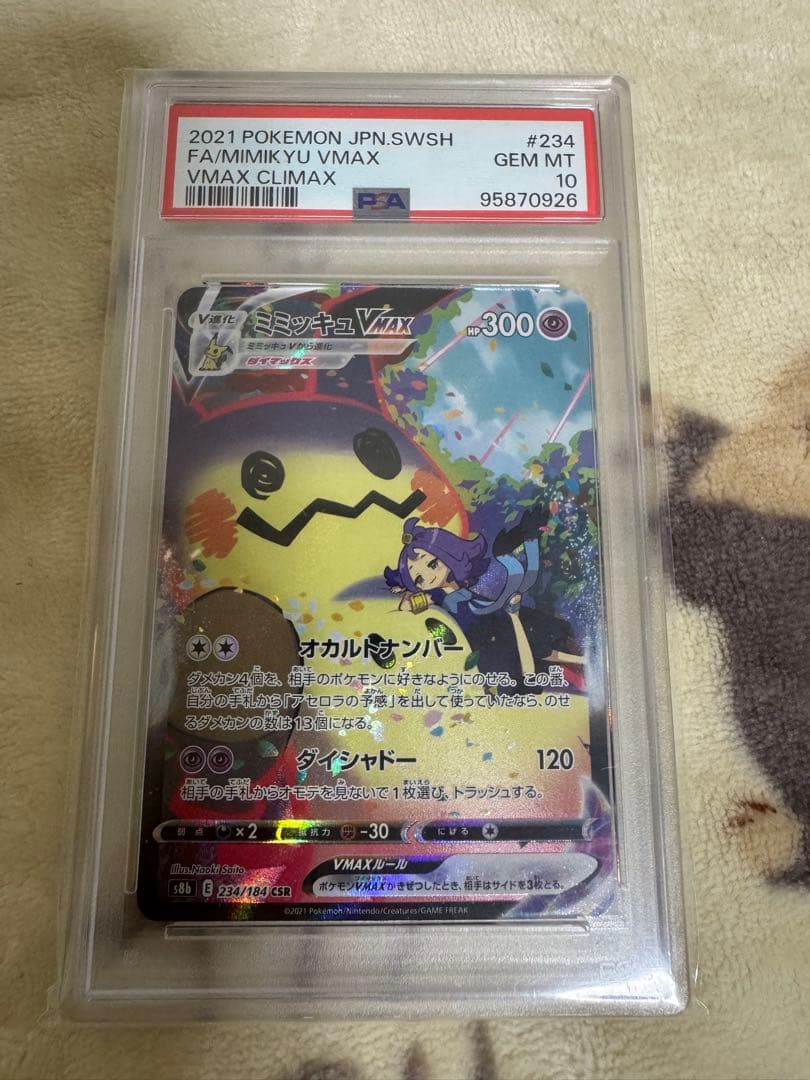 2021 POKEMON JPN.SWSH #234
FA/MIMIKYU VMAX GEM MT
VMAX CLIMAX 10
PSA 95870926
V進化 ミミッキュVMAX HP300
ミミッキュVから進化
ダイマックス
オカルトナンバー
ダメカン4個を、相手のポケモンに好きなようにのせる。この番、
自分の手札から「アセロラの予感」を出して使っていたなら、のせ
るダメカンの数は13個になる。
ダイシャドー 120
相手の手札からオモテを見ないで1枚選び、トラッシュする。
弱点 ×2 抵抗力 -30 にげる
Illus.Naoki Saito VMAXルール
s8b E 234/184 CSR ポケモンVMAXがきぜつしたとき、相手はサイドを3枚とる。
©2021 Pokémon/Nintendo/Creatures/GAME FREAK